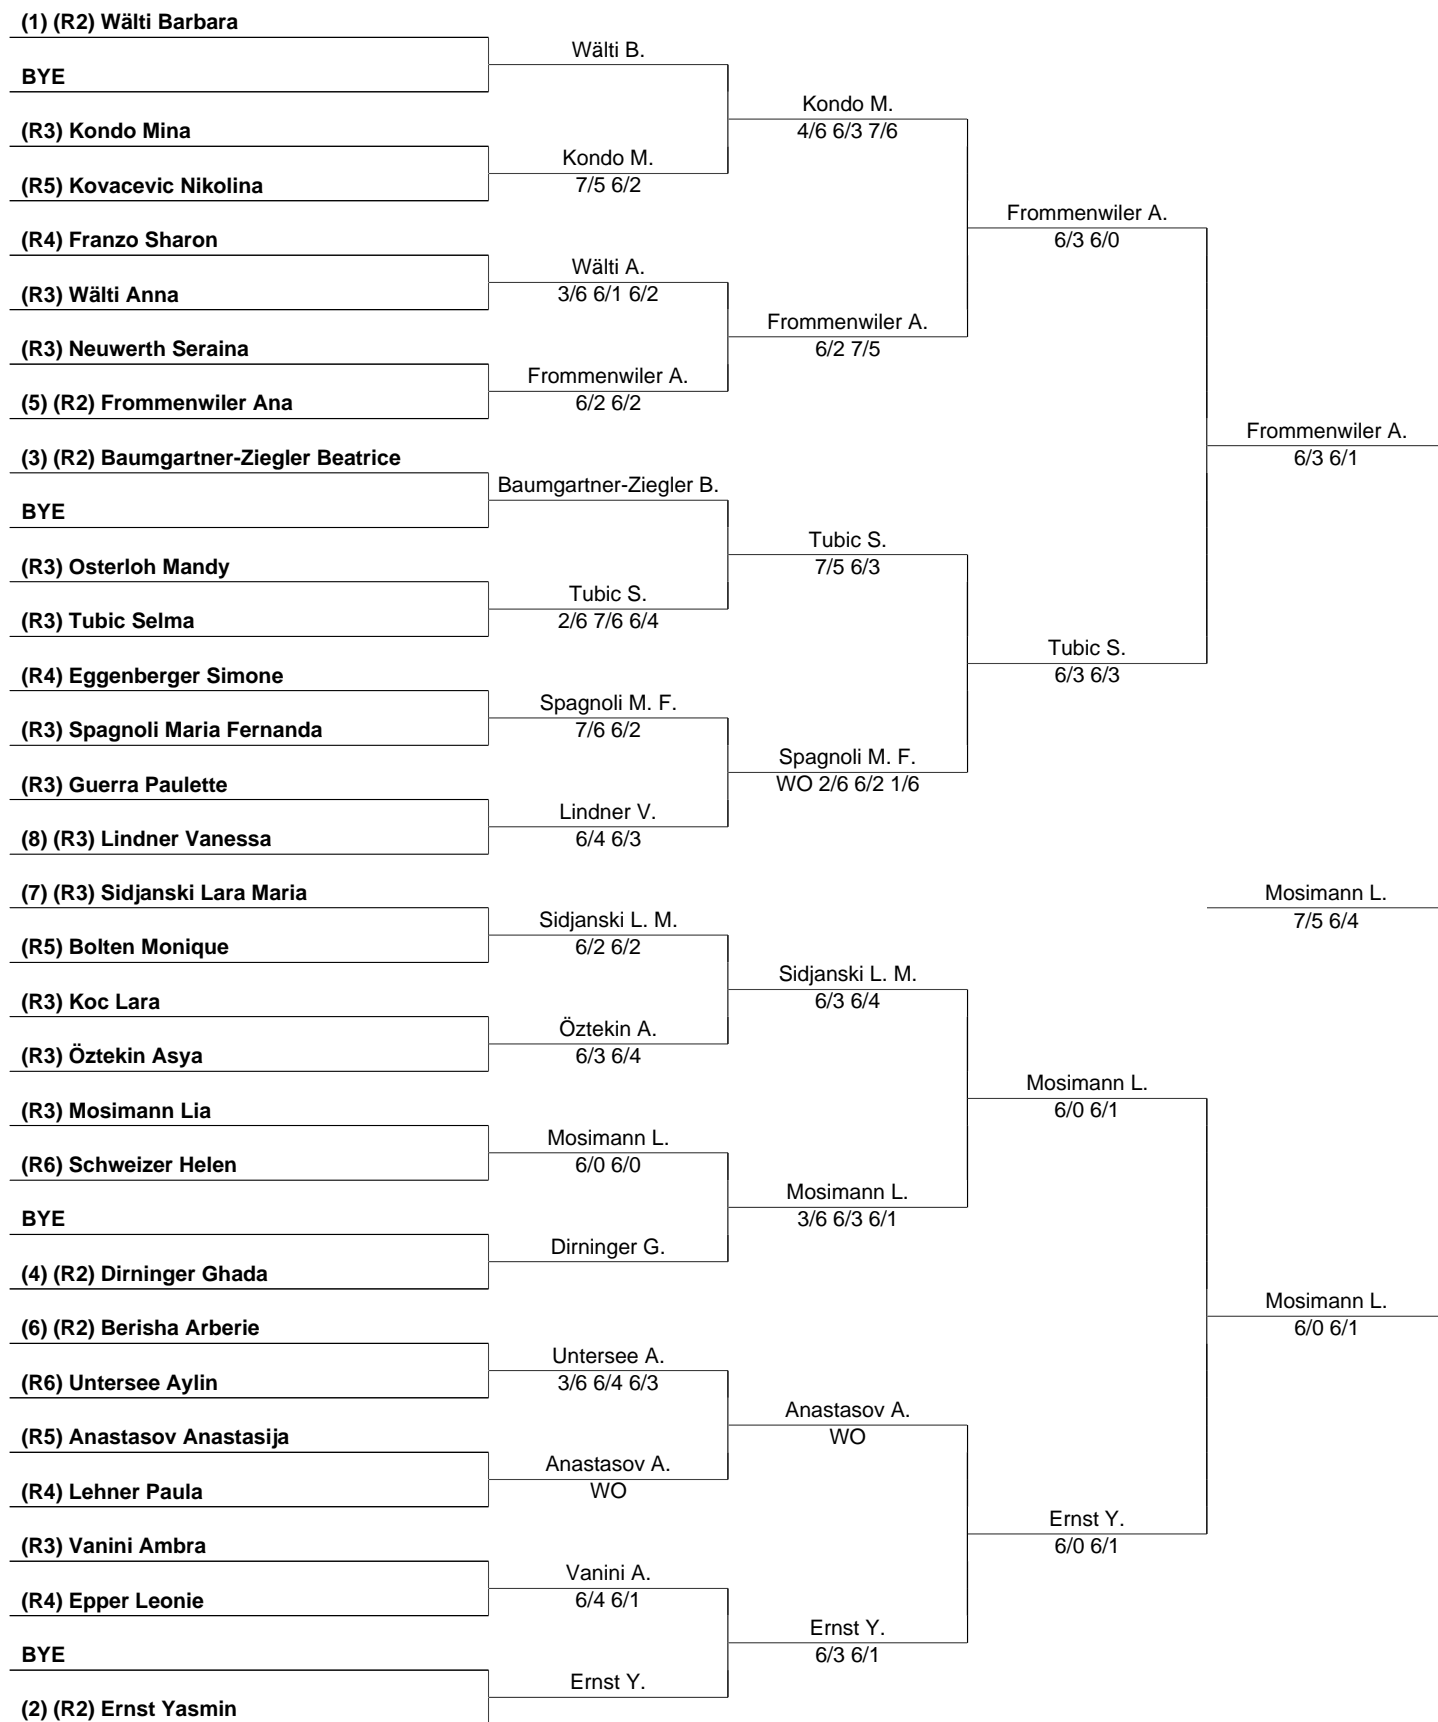 (1) (R2) Wälti Barbara
Wälti B.
BYE
Kondo M.
4/6 6/3 7/6
(R3) Kondo Mina
Kondo M.
7/5 6/2
(R5) Kovacevic Nikolina
Frommenwiler A.
6/3 6/0
(R4) Franzo Sharon
Wälti A.
3/6 6/1 6/2
(R3) Wälti Anna
Frommenwiler A.
6/2 7/5
(R3) Neuwerth Seraina
Frommenwiler A.
6/2 6/2
(5) (R2) Frommenwiler Ana
Frommenwiler A.
6/3 6/1
(3) (R2) Baumgartner-Ziegler Beatrice
Baumgartner-Ziegler B.
BYE
Tubic S.
7/5 6/3
(R3) Osterloh Mandy
Tubic S.
2/6 7/6 6/4
(R3) Tubic Selma
Tubic S.
6/3 6/3
(R4) Eggenberger Simone
Spagnoli M. F.
7/6 6/2
(R3) Spagnoli Maria Fernanda
Spagnoli M. F.
WO 2/6 6/2 1/6
(R3) Guerra Paulette
Lindner V.
6/4 6/3
(8) (R3) Lindner Vanessa
(7) (R3) Sidjanski Lara Maria
Mosimann L.
7/5 6/4
Sidjanski L. M.
6/2 6/2
(R5) Bolten Monique
Sidjanski L. M.
6/3 6/4
(R3) Koc Lara
Öztekin A.
6/3 6/4
(R3) Öztekin Asya
Mosimann L.
6/0 6/1
(R3) Mosimann Lia
Mosimann L.
6/0 6/0
(R6) Schweizer Helen
Mosimann L.
3/6 6/3 6/1
BYE
Dirninger G.
(4) (R2) Dirninger Ghada
Mosimann L.
6/0 6/1
(6) (R2) Berisha Arberie
Untersee A.
3/6 6/4 6/3
(R6) Untersee Aylin
Anastasov A.
WO
(R5) Anastasov Anastasija
Anastasov A.
WO
(R4) Lehner Paula
Ernst Y.
6/0 6/1
(R3) Vanini Ambra
Vanini A.
6/4 6/1
(R4) Epper Leonie
Ernst Y.
6/3 6/1
BYE
Ernst Y.
(2) (R2) Ernst Yasmin